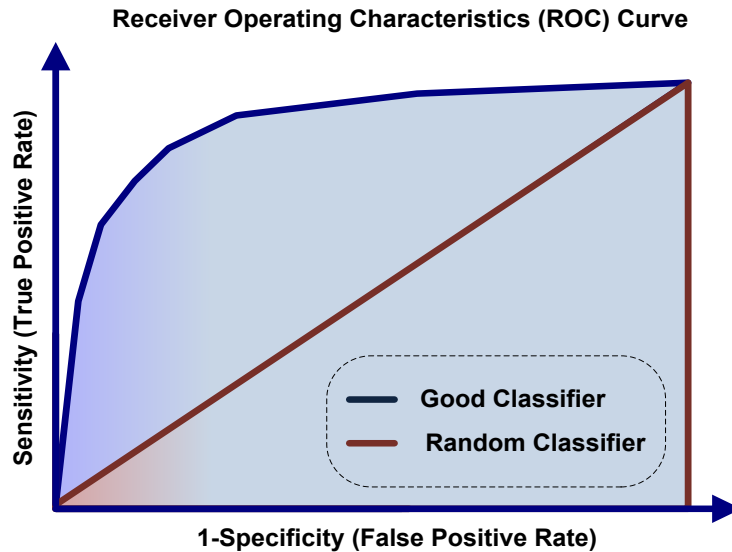 Receiver Operating Characteristics (ROC) Curve
Sensitivity (True Positive Rate)
Good Classifier
Random Classifier
1-Specificity (False Positive Rate)